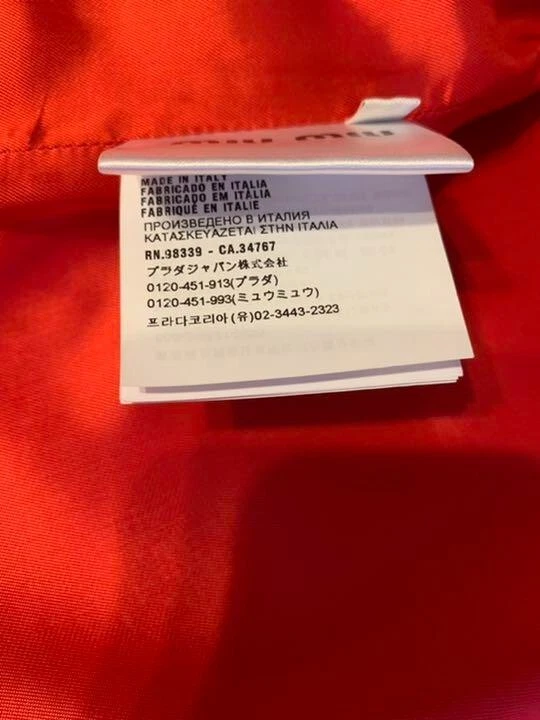 miu miu
MADE IN ITALY
FABRICADO EN ITALIA
FABRICADO EM ITÁLIA
FABRIQUÉ EN ITALIE
ПРОИЗВЕДЕНО В ИТАЛИЯ
ΚΑΤΑΣΚΕΥΑΖΕΤΑΙ ΣΤΗΝ ΙΤΑΛΙΑ
RN.98339 - CA.34767
プラダジャパン株式会社
0120-451-913(プラダ)
0120-451-993(ミュウミュウ)
프라다코리아(유)02-3443-2323